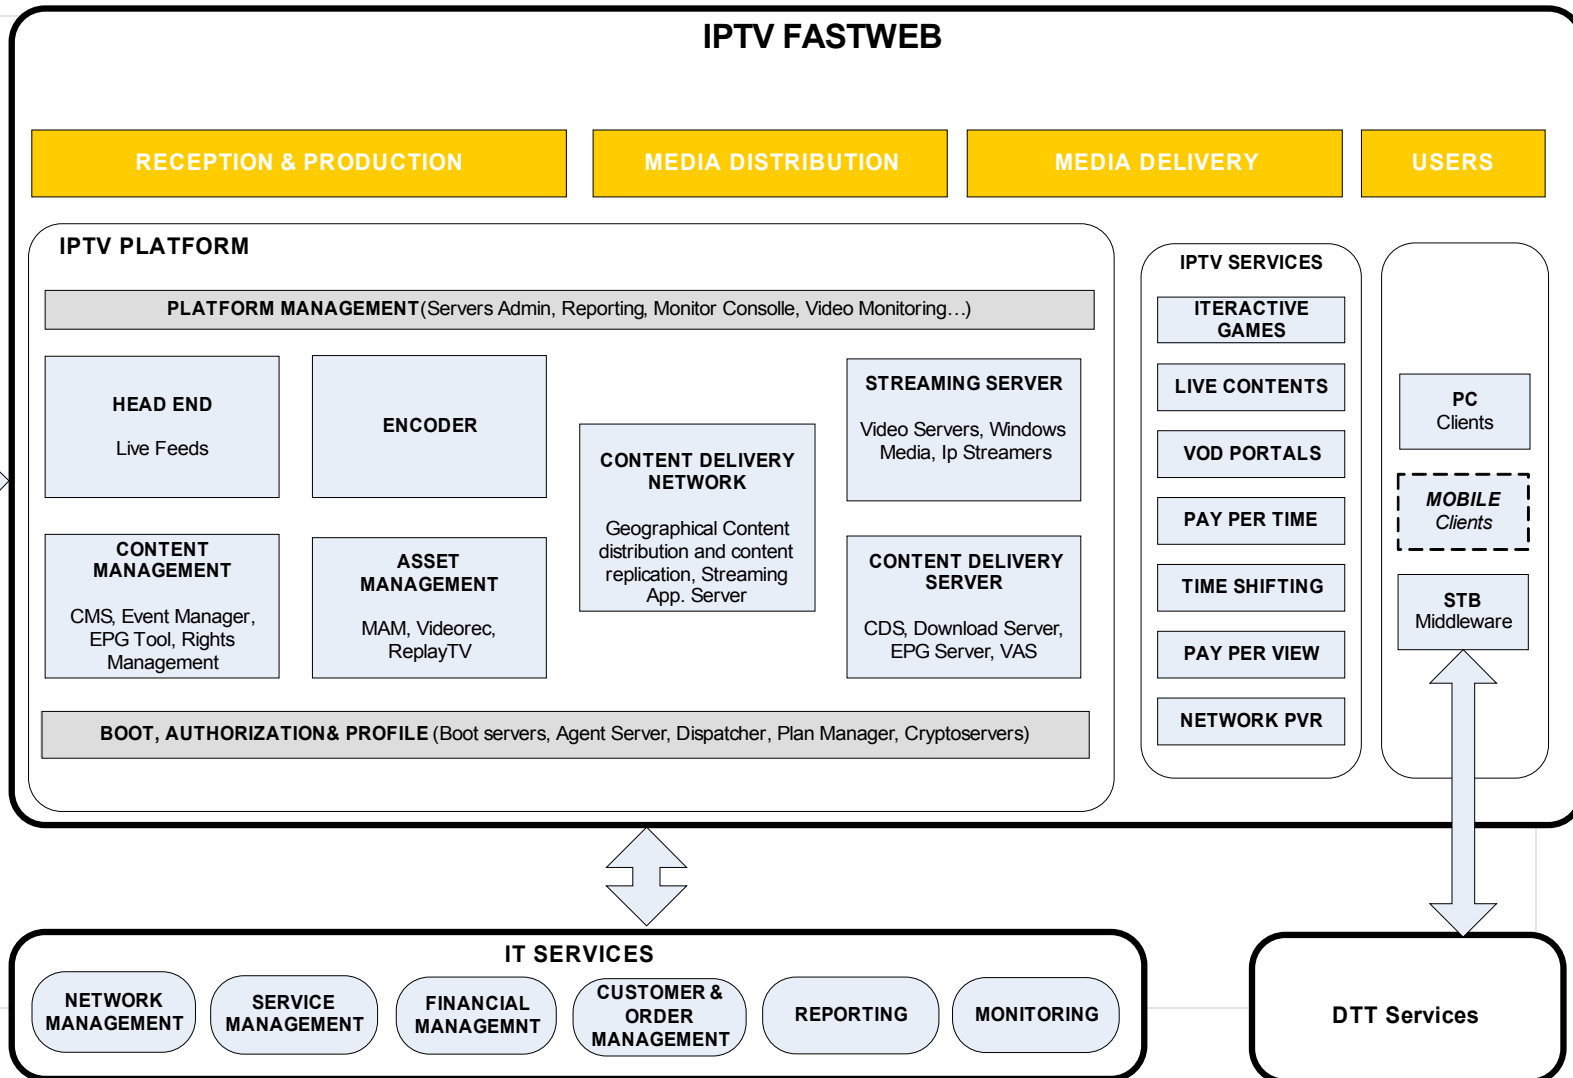 IPTV FASTWEB
RECEPTION & PRODUCTION
MEDIA DISTRIBUTION
MEDIA DELIVERY
USERS
IPTV PLATFORM
PLATFORM MANAGEMENT(Servers Admin, Reporting, Monitor Consolle, Video Monitoring…)
HEAD END
Live Feeds
ENCODER
CONTENT DELIVERY
NETWORK
Geographical Content
distribution and content
replication, Streaming
App. Server
STREAMING SERVER
Video Servers, Windows
Media, Ip Streamers
CONTENT
MANAGEMENT
CMS, Event Manager,
EPG Tool, Rights
Management
ASSET
MANAGEMENT
MAM, Videorec,
ReplayTV
CONTENT DELIVERY
SERVER
CDS, Download Server,
EPG Server, VAS
BOOT, AUTHORIZATION& PROFILE (Boot servers, Agent Server, Dispatcher, Plan Manager, Cryptoservers)
IPTV SERVICES
ITERACTIVE
GAMES
LIVE CONTENTS
VOD PORTALS
PAY PER TIME
TIME SHIFTING
PAY PER VIEW
NETWORK PVR
PC
Clients
MOBILE
Clients
STB
Middleware
IT SERVICES
NETWORK
MANAGEMENT
SERVICE
MANAGEMENT
FINANCIAL
MANAGEMNT
CUSTOMER &
ORDER
MANAGEMENT
REPORTING
MONITORING
DTT Services